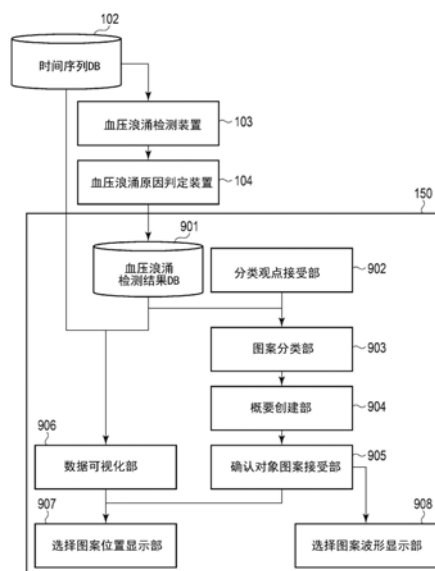 102
时间序列DB
血压浪涌检测装置
103
血压浪涌原因判定装置
104
150
901
血压浪涌
检测结果DB
分类观点接受部
902
图案分类部
903
概要创建部
904
906
数据可视化部
905
确认对象图案接受部
907
选择图案位置显示部
908
选择图案波形显示部